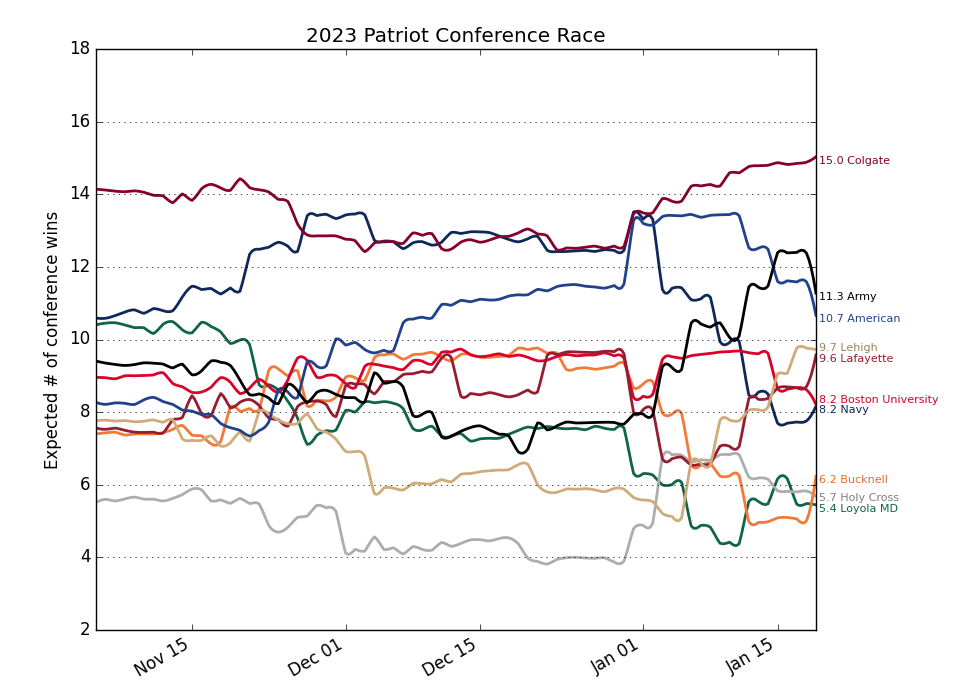 2023 Patriot Conference Race
Expected # of conference wins
18
16
14
12
10
8
6
4
2
Nov 15
Dec 01
Dec 15
Jan 01
Jan 15
15.0 Colgate
11.3 Army
10.7 American
9.7 Lehigh
9.6 Lafayette
8.2 Boston University
8.2 Navy
6.2 Bucknell
5.7 Holy Cross
5.4 Loyola MD